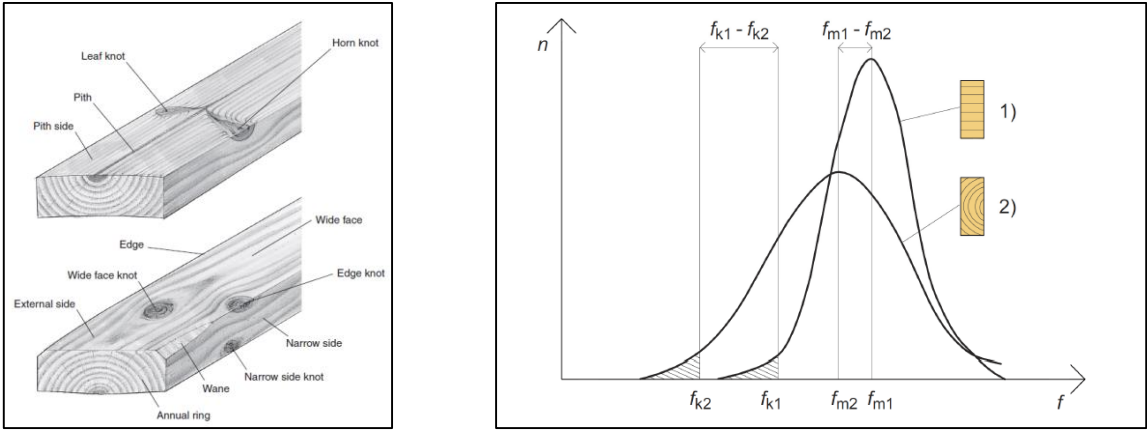 Leaf knot
Horn knot
Pith
Pith side
Wide face
Edge
Wide face knot
Edge knot
External side
Narrow side
Wane
Narrow side knot
Annual ring
n
fk1 - fk2
fm1 - fm2
1)
2)
fk2
fk1
fm2
fm1
f